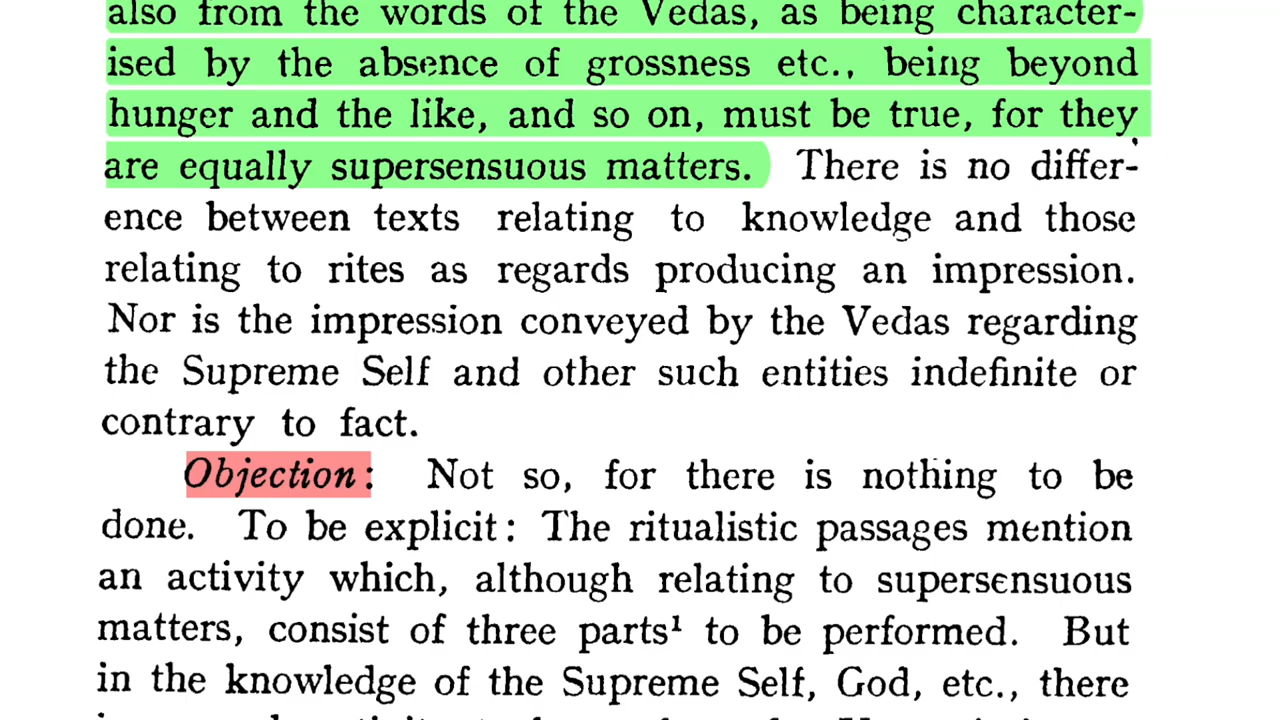 also from the words of the Vedas, as being character-
ised by the absence of grossness etc., being beyond
hunger and the like, and so on, must be true, for they
are equally supersensuous matters. There is no differ-
ence between texts relating to knowledge and those
relating to rites as regards producing an impression.
Nor is the impression conveyed by the Vedas regarding
the Supreme Self and other such entities indefinite or
contrary to fact.
Objection: Not so, for there is nothing to be
done. To be explicit: The ritualistic passages mention
an activity which, although relating to supersensuous
matters, consist of three parts¹ to be performed. But
in the knowledge of the Supreme Self, God, etc., there